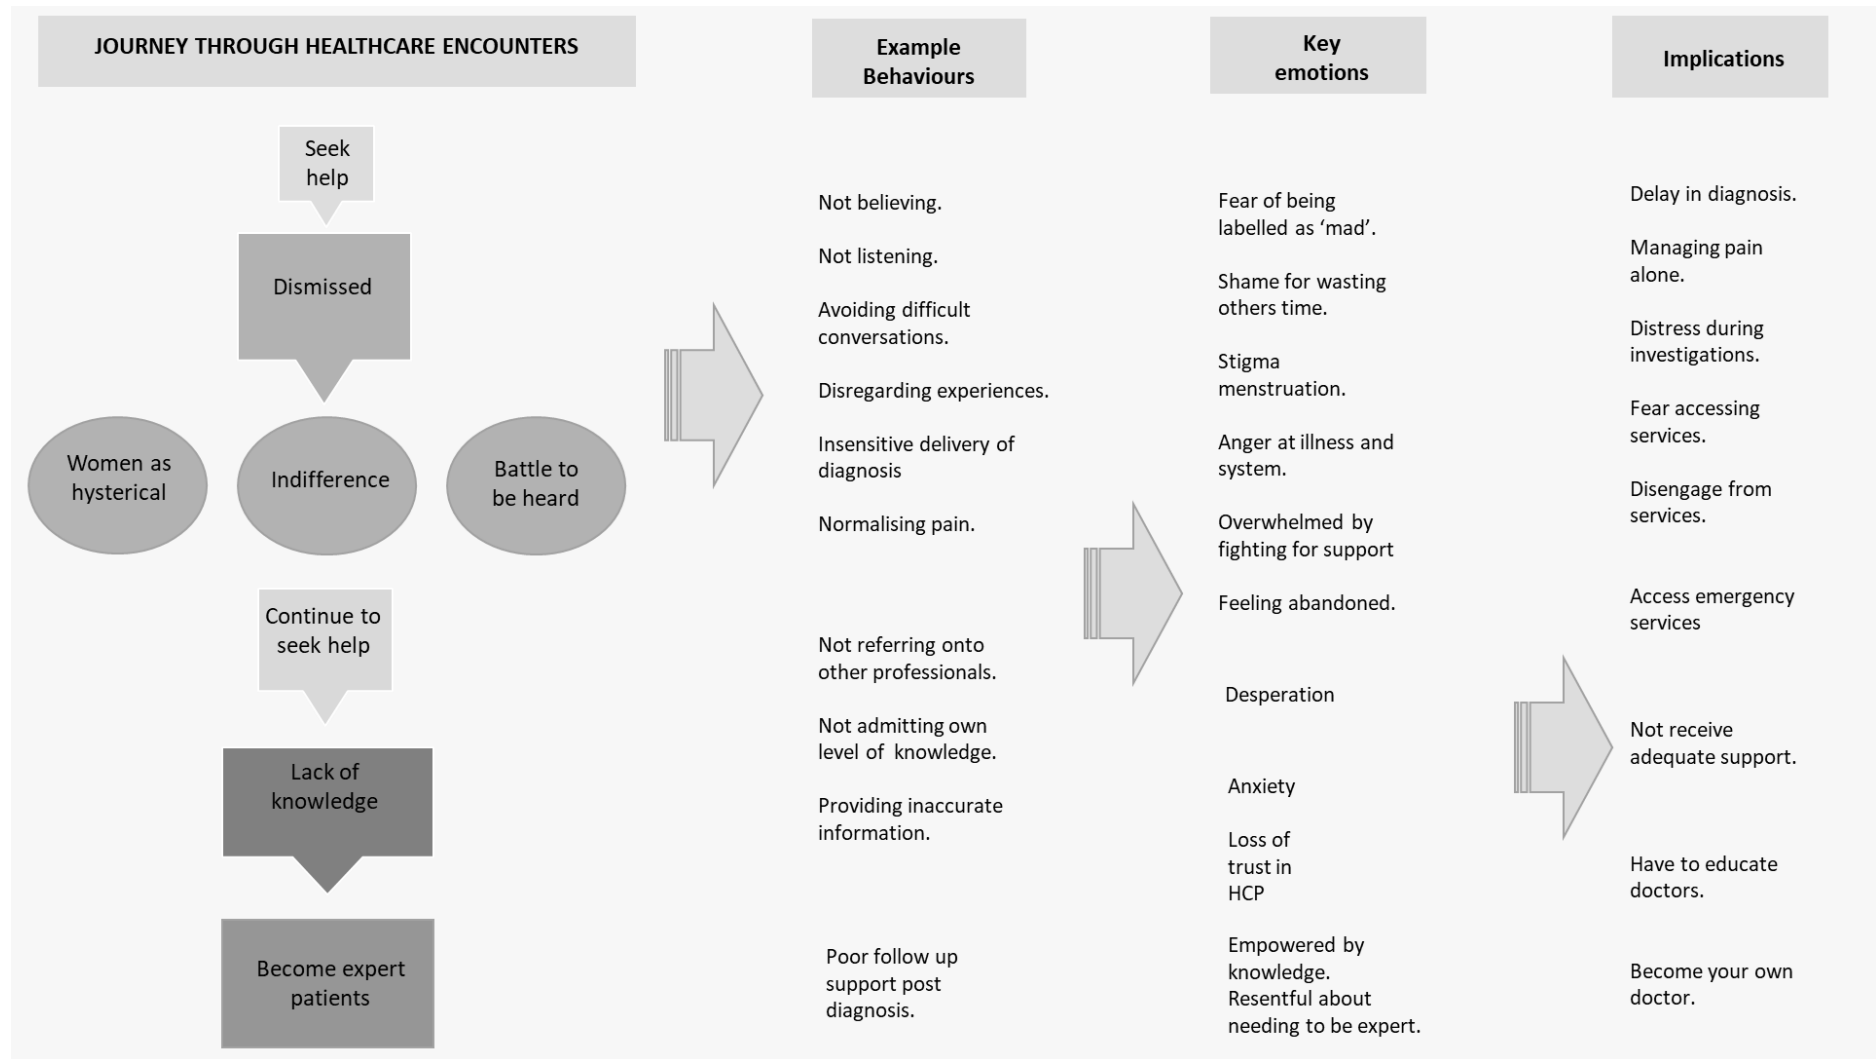 JOURNEY THROUGH HEALTHCARE ENCOUNTERS
Seek
help
Dismissed
Women as
hysterical
Indifference
Battle to
be heard
Continue to
seek help
Lack of
knowledge
Become expert
patients
Example
Behaviours
Not believing.
Not listening.
Avoiding difficult
conversations.
Disregarding experiences.
Insensitive delivery of
diagnosis
Normalising pain.
Not referring onto
other professionals.
Not admitting own
level of knowledge.
Providing inaccurate
information.
Poor follow up
support post
diagnosis.
Key
emotions
Fear of being
labelled as ‘mad’.
Shame for wasting
others time.
Stigma
menstruation.
Anger at illness and
system.
Overwhelmed by
fighting for support
Feeling abandoned.
Desperation
Anxiety
Loss of
trust in
HCP
Empowered by
knowledge.
Resentful about
needing to be expert.
Implications
Delay in diagnosis.
Managing pain
alone.
Distress during
investigations.
Fear accessing
services.
Disengage from
services.
Access emergency
services
Not receive
adequate support.
Have to educate
doctors.
Become your own
doctor.